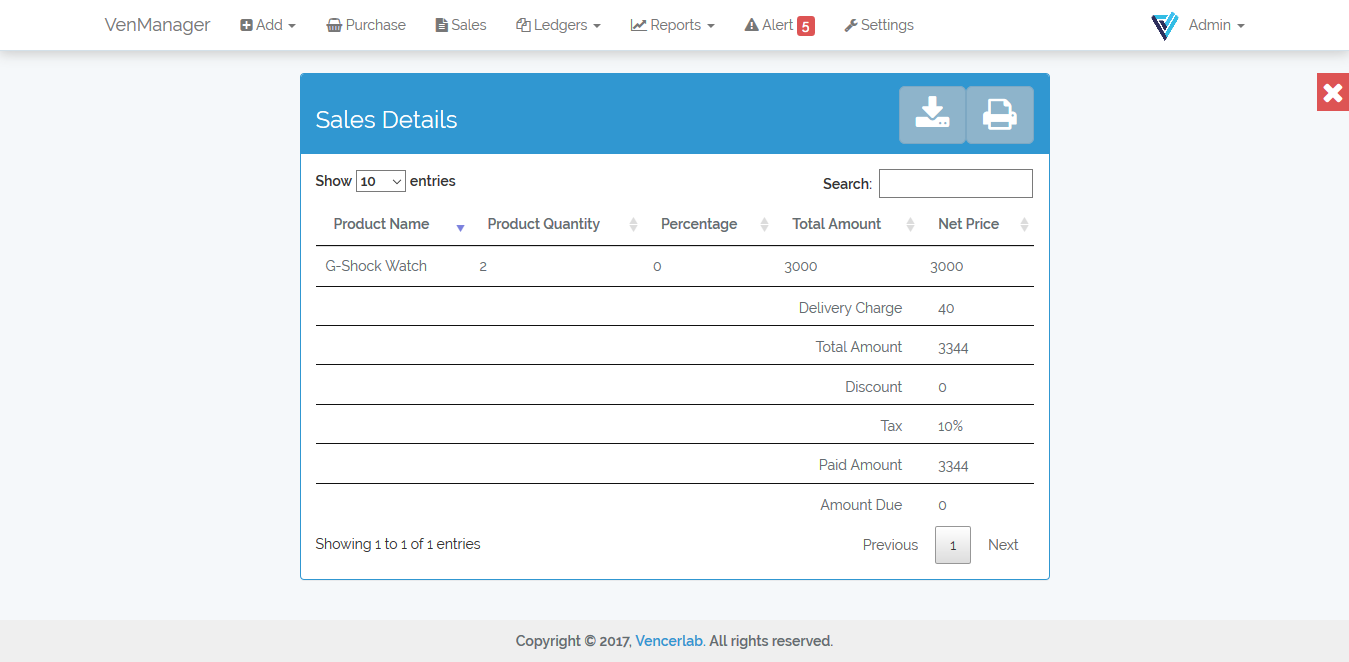 VenManager Add Purchase Sales Ledgers Reports Alert 5 Settings Admin
Sales Details
Show 10 entries Search:
Product Name Product Quantity Percentage Total Amount Net Price
G-Shock Watch 2 0 3000 3000
Delivery Charge 40
Total Amount 3344
Discount 0
Tax 10%
Paid Amount 3344
Amount Due 0
Showing 1 to 1 of 1 entries Previous 1 Next
Copyright © 2017, Vencerlab. All rights reserved.